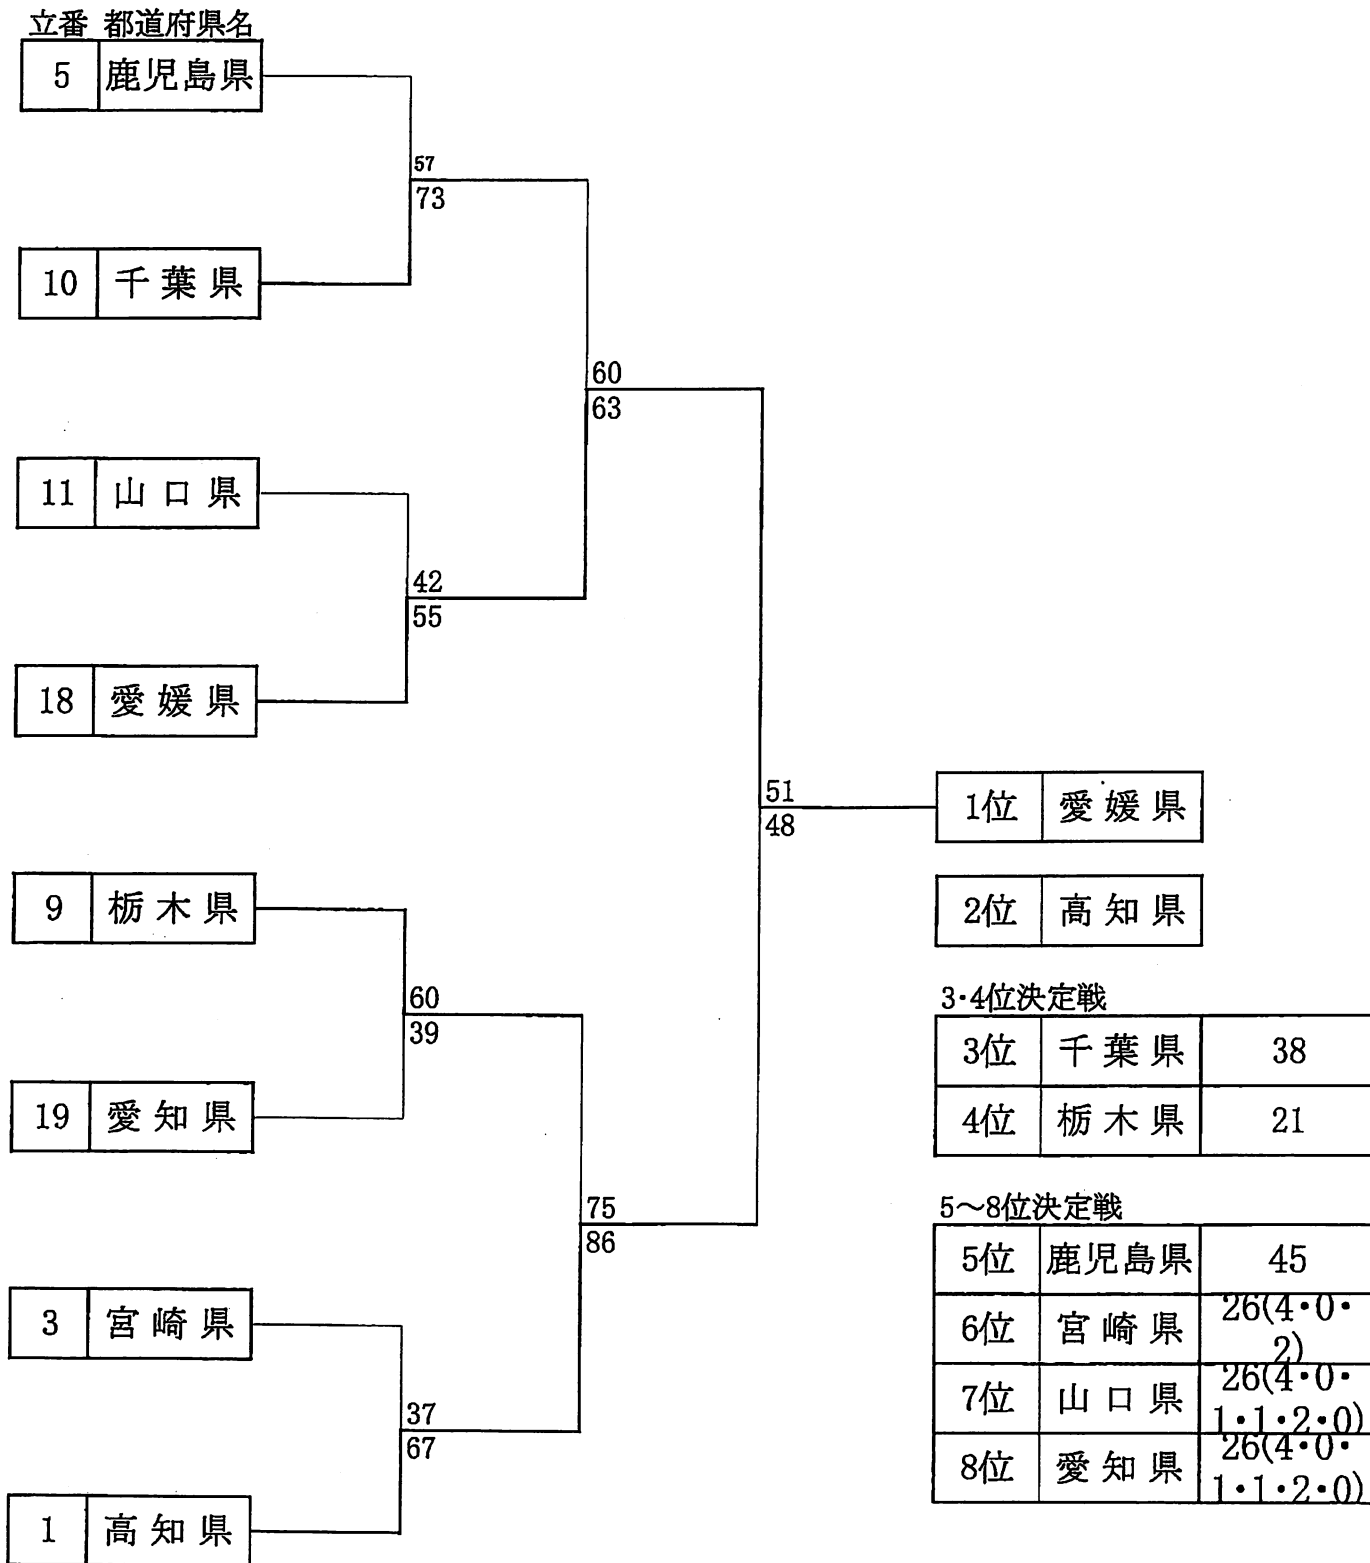 立番 都道府県名
5 鹿児島県
57
73
10 千葉県
60
63
11 山口県
42
55
18 愛媛県
51
48
1位 愛媛県
2位 高知県
9 栃木県
60
39
19 愛知県
3・4位決定戦
3位 千葉県 38
4位 栃木県 21
75
86
5～8位決定戦
5位 鹿児島県 45
6位 宮崎県 26(4・0・
2)
7位 山口県 26(4・0・
1・1・2・0)
8位 愛知県 26(4・0・
1・1・2・0)
3 宮崎県
37
67
1 高知県